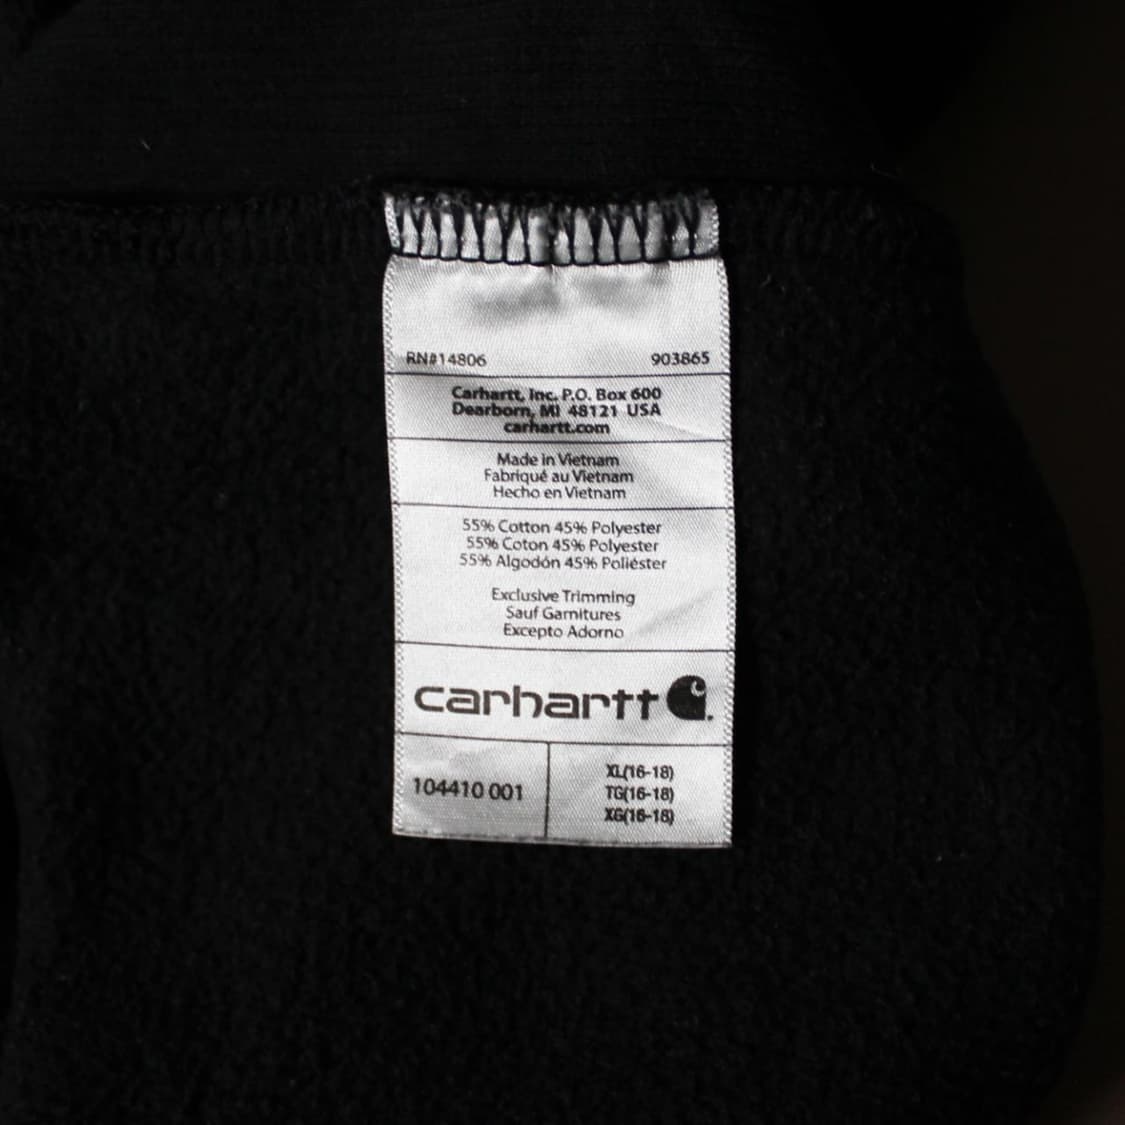 RN#14806 903865
Carhartt, Inc. P.O. Box 600
Dearborn, MI 48121 USA
carhartt.com
Made in Vietnam
Fabriqué au Vietnam
Hecho en Vietnam
55% Cotton 45% Polyester
55% Coton 45% Polyester
55% Algodón 45% Poliéster
Exclusive Trimming
Sauf Garnitures
Excepto Adorno
carhartt
104410 001
XL(16-18)
TG(16-18)
XG(16-18)